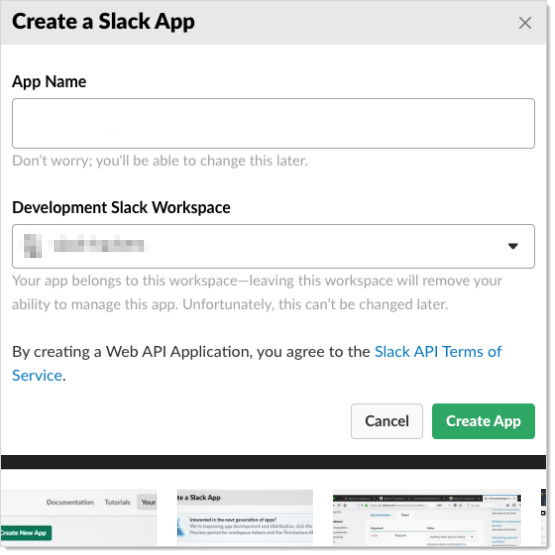 Create a Slack App
App Name
Don't worry; you'll be able to change this later.
Development Slack Workspace
Your app belongs to this workspace—leaving this workspace will remove your
ability to manage this app. Unfortunately, this can't be changed later.
By creating a Web API Application, you agree to the Slack API Terms of
Service.
Cancel
Create App
Documentation Tutorials Your
Create New App
te a Slack App
Interested in the next generation of apps?
We're improving app development and distribution. Join the
Preview period for workspace tokens and the Permissions A